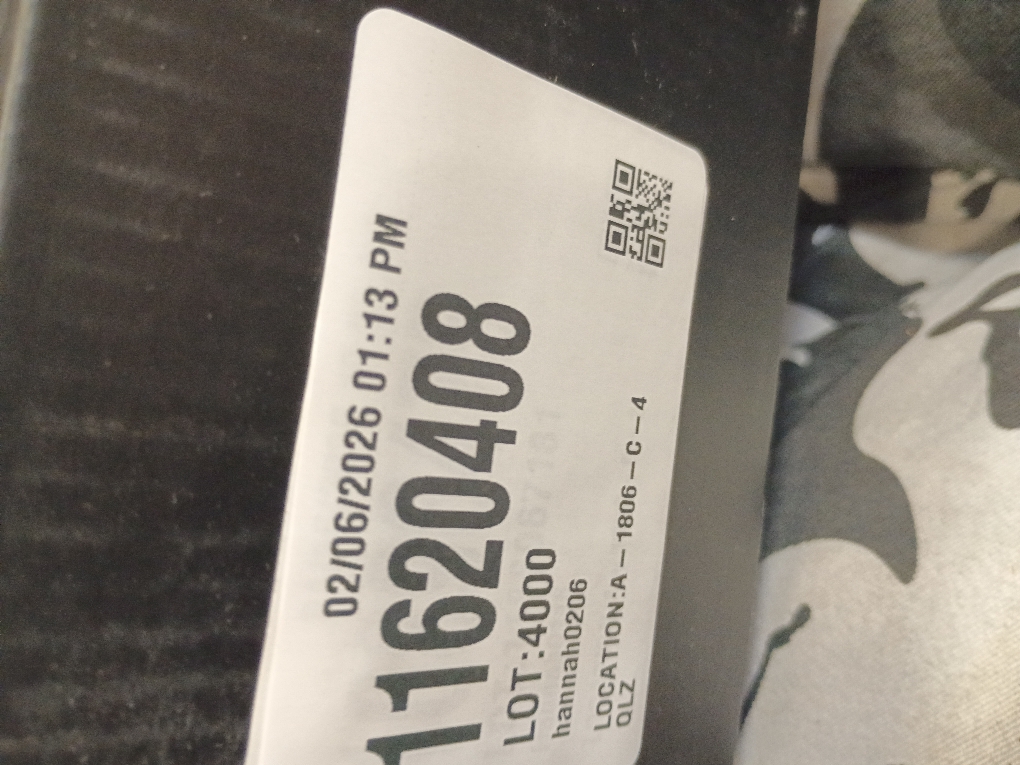 02/06/2026 01:13 PM
11620408
LOT:4000
hannah0206
LOCATION:A-1806-C-4
QLZ